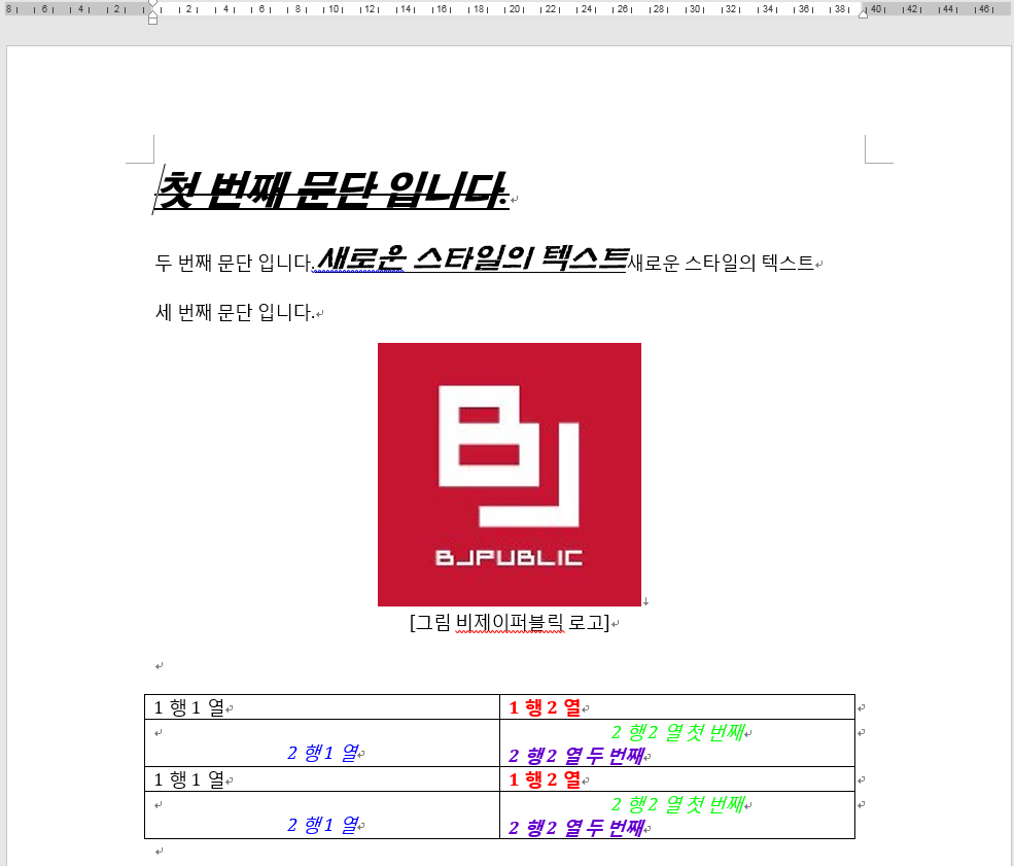 8 6 4 2 2 4 6 8 10 12 14 16 18 20 22 24 26 28 30 32 34 36 38 40 42 44 46
첫 번째 문단 입니다.
두 번째 문단 입니다.새로운 스타일의 텍스트새로운 스타일의 텍스트
세 번째 문단 입니다.
BJ
BJPUBLIC
[그림 비제이퍼블릭 로고]
1 행 1 열 1 행 2 열
2 행 2 열 첫 번째
2 행 1 열 2 행 2 열 두 번째
1 행 1 열 1 행 2 열
2 행 2 열 첫 번째
2 행 1 열 2 행 2 열 두 번째